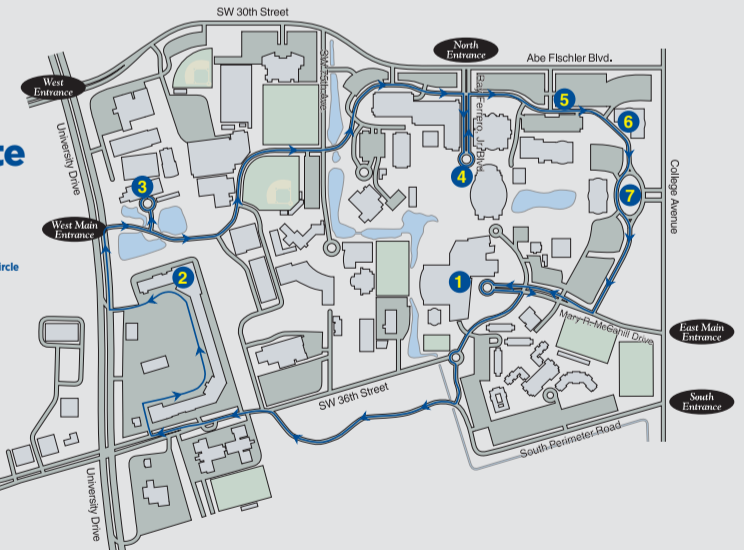 SW 30th Street
North
Entrance
Abe FIschler Blvd.
West
Entrance
SW 75th Ave
Ray Ferrero, Jr. Blvd.
5
6
University Drive
te
4
3
7
College Avenue
West Main
Entrance
ircle
2
1
Mary R. McCahill Drive
East Main
Entrance
SW 36th Street
South
Entrance
South Perimeter Road
University Drive